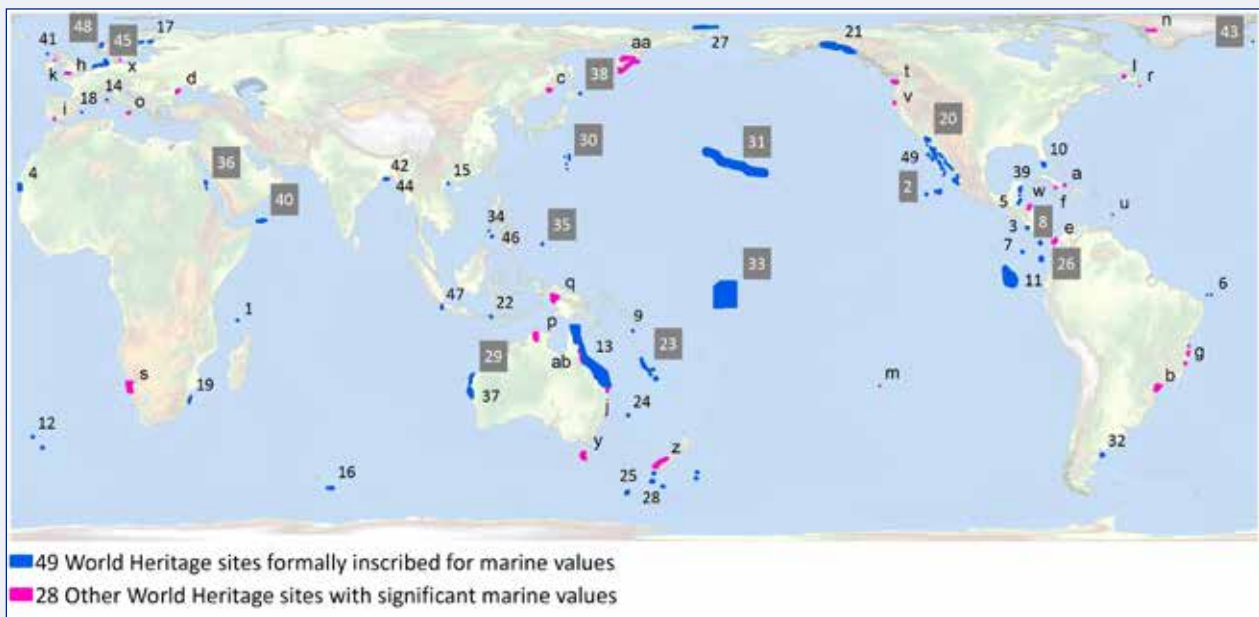 48 17 n
41 45 27 21 43
aa
k h x d c t l r
38
i 18 14 o v
20
30 31
4 36 42 15 49 10
44 39 a
40 2 5 w f u
34 3 8 e
35
46 7
33 26
47 22 q 11 6
1 9
p
29 ab 13 23 g
s m b
19 37 j 24
12 y z 32
16 25
28
49 World Heritage sites formally inscribed for marine values
28 Other World Heritage sites with significant marine values